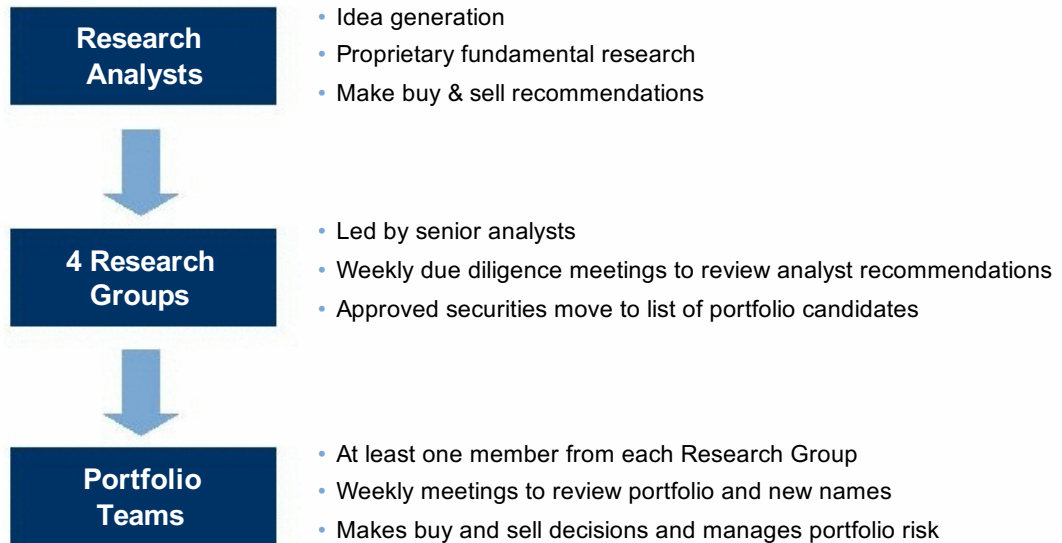 Research
Analysts
• Idea generation
• Proprietary fundamental research
• Make buy & sell recommendations
4 Research
Groups
• Led by senior analysts
• Weekly due diligence meetings to review analyst recommendations
• Approved securities move to list of portfolio candidates
Portfolio
Teams
• At least one member from each Research Group
• Weekly meetings to review portfolio and new names
• Makes buy and sell decisions and manages portfolio risk